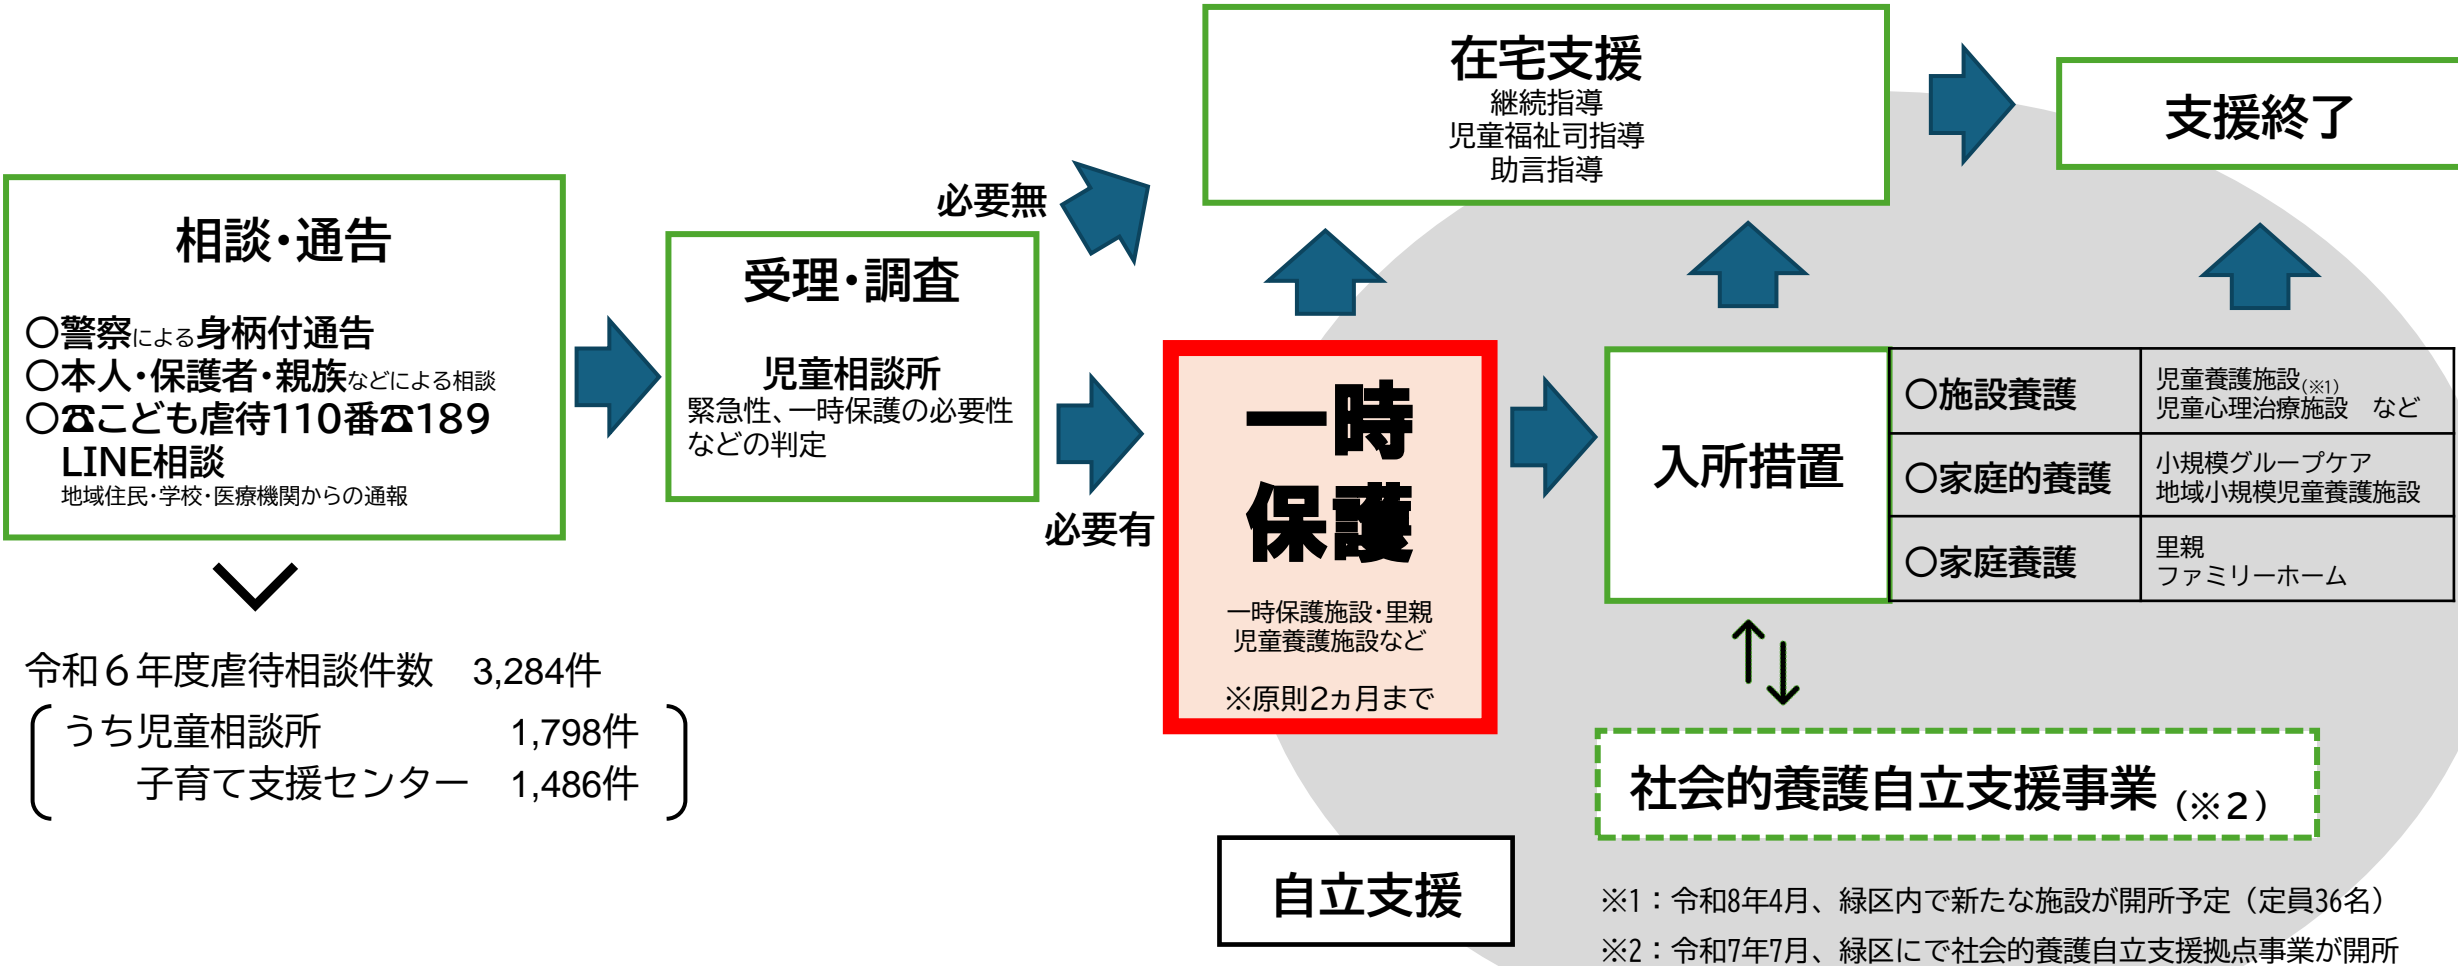 相談・通告
○警察による身柄付通告
○本人・保護者・親族などによる相談
○☎こども虐待110番☎189
LINE相談
地域住民・学校・医療機関からの通報
令和６年度虐待相談件数　3,284件
うち児童相談所　1,798件
子育て支援センター　1,486件
受理・調査
児童相談所
緊急性、一時保護の必要性
などの判定
必要無
必要有
在宅支援
継続指導
児童福祉司指導
助言指導
支援終了
一時
保護
一時保護施設・里親
児童養護施設など
※原則2ヵ月まで
入所措置
○施設養護
児童養護施設(※1)
児童心理治療施設　など
○家庭的養護
小規模グループケア
地域小規模児童養護施設
○家庭養護
里親
ファミリーホーム
社会的養護自立支援事業（※２）
自立支援
※1：令和8年4月、緑区内で新たな施設が開所予定（定員36名）
※2：令和7年7月、緑区にて社会的養護自立支援拠点事業が開所